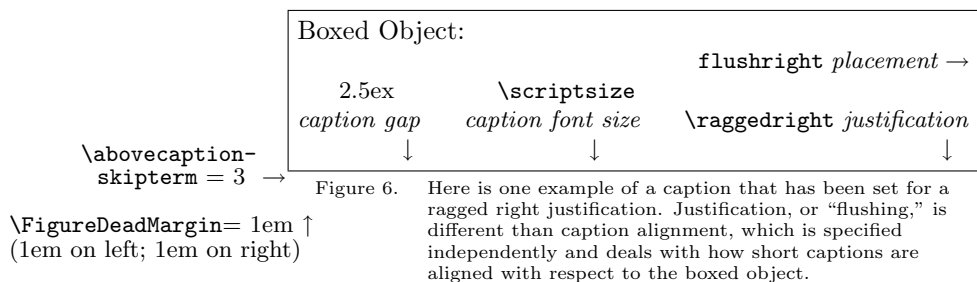 Boxed Object:
flushright placement →
2.5ex \scriptsize
caption gap caption font size \raggedright justification
↓ ↓ ↓
\abovecaption-
skipterm = 3 →
Figure 6. Here is one example of a caption that has been set for a
ragged right justification. Justification, or “flushing,” is
different than caption alignment, which is specified
independently and deals with how short captions are
aligned with respect to the boxed object.
\FigureDeadMargin= 1em ↑
(1em on left; 1em on right)